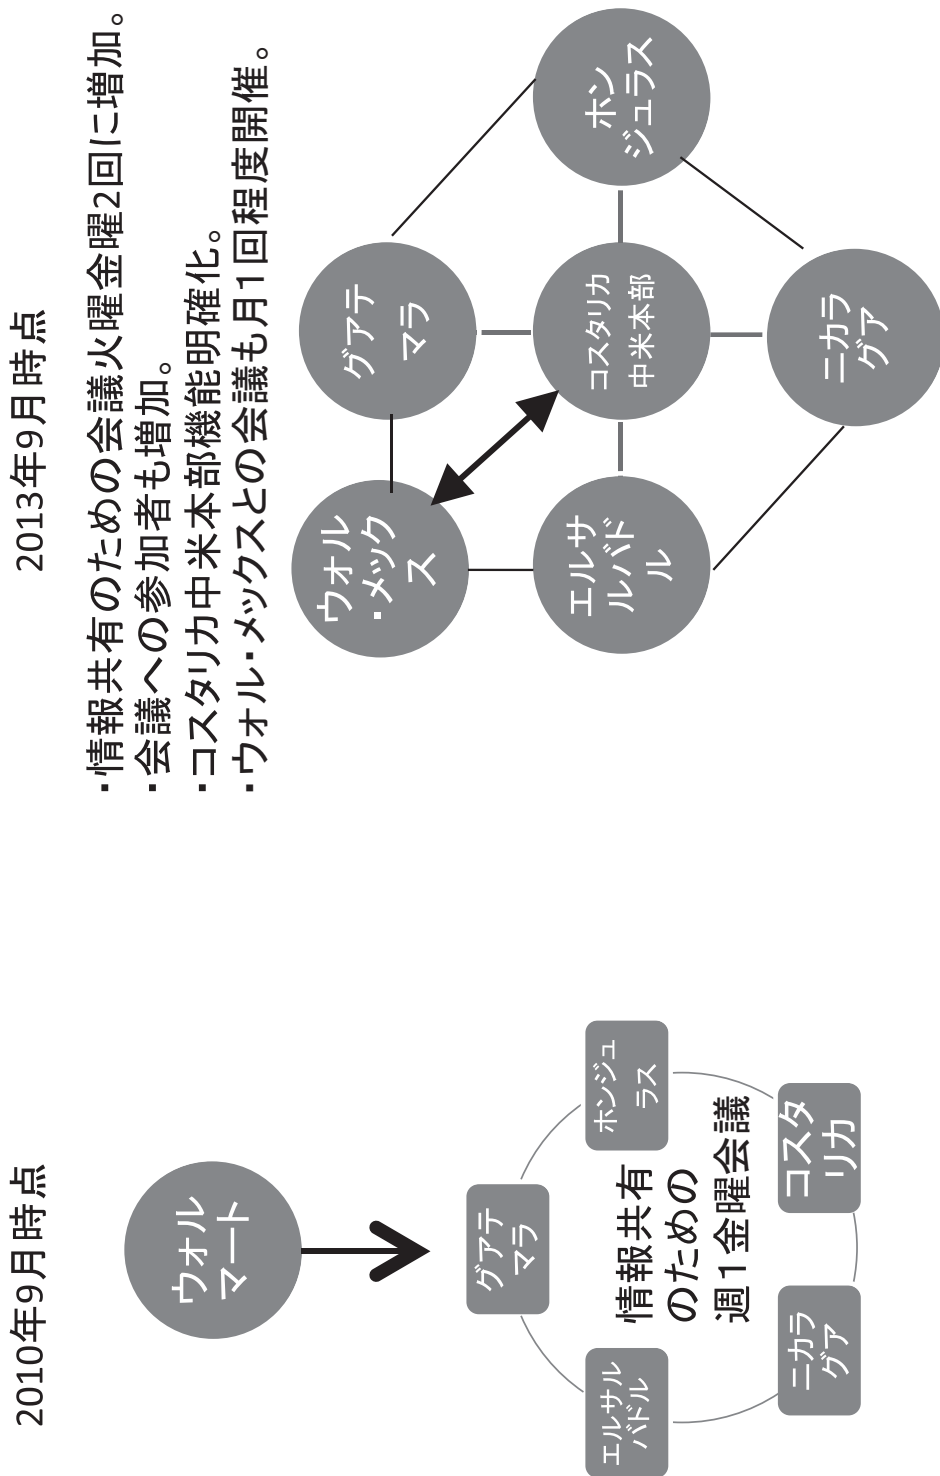 2010年9月時点
ウォル
マート
グアテ
マラ
ホンジュ
ラス
コスタ
リカ
ニカラ
グァ
エルサル
バドル
情報共有
のための
週1金曜会議
2013年9月時点
・情報共有のための会議火曜金曜2回に増加。
・会議への参加者も増加。
・コスタリカ中米本部機能明確化。
・ウォル・メックスとの会議も月1回程度開催。
ウォル
・メック
ス
グァテ
マラ
ホン
ジュラス
コスタリカ
中米本部
エルサ
ルバド
ル
ニカラ
グァ